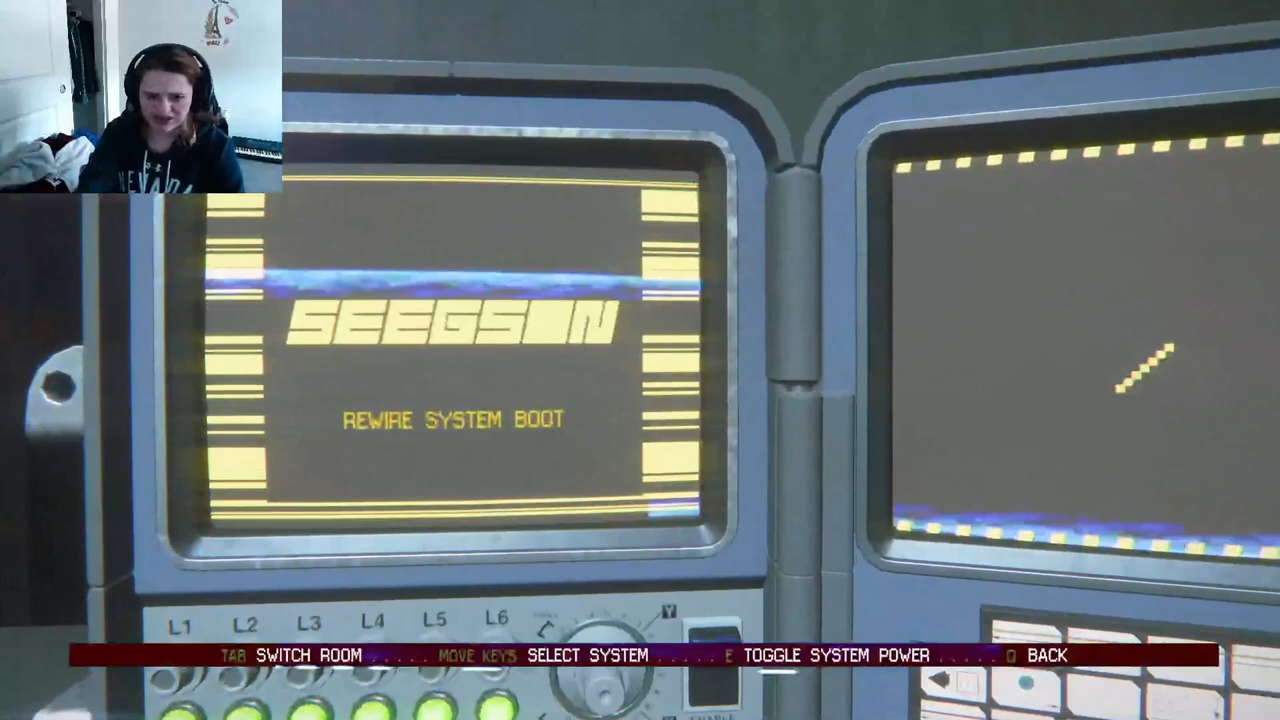 NEVADA
SEEGSON
REWIRE SYSTEM BOOT
L1 L2 L3 L4 L5 L6
Y
TAB SWITCH ROOM ..... MOVE KEYS SELECT SYSTEM ..... E TOGGLE SYSTEM POWER ..... Q BACK